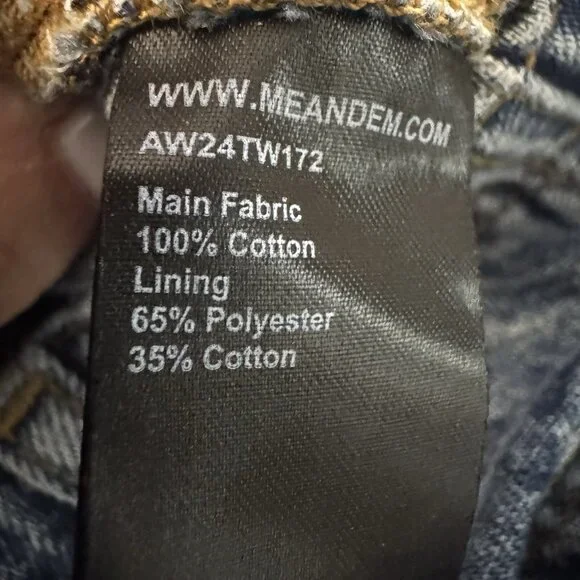 WWW.MEANDEM.COM
AW24TW172
Main Fabric
100% Cotton
Lining
65% Polyester
35% Cotton